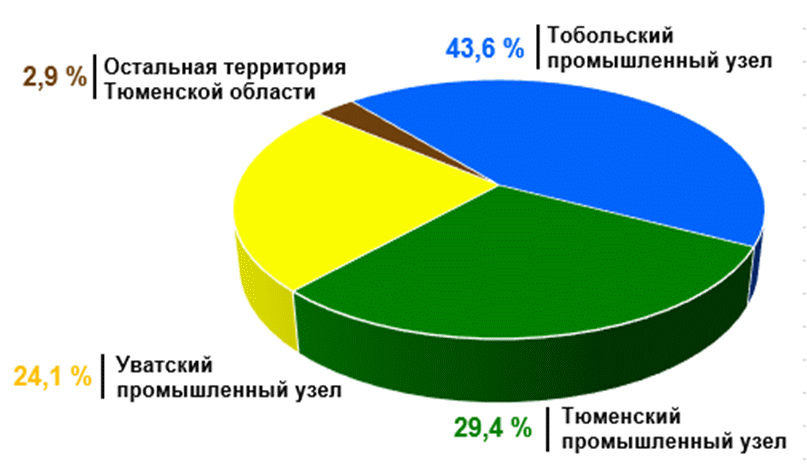 43,6 %
Тобольский
промышленный узел
2,9 %
Остальная территория
Тюменской области
24,1 %
Уватский
промышленный узел
29,4 %
Тюменский
промышленный узел